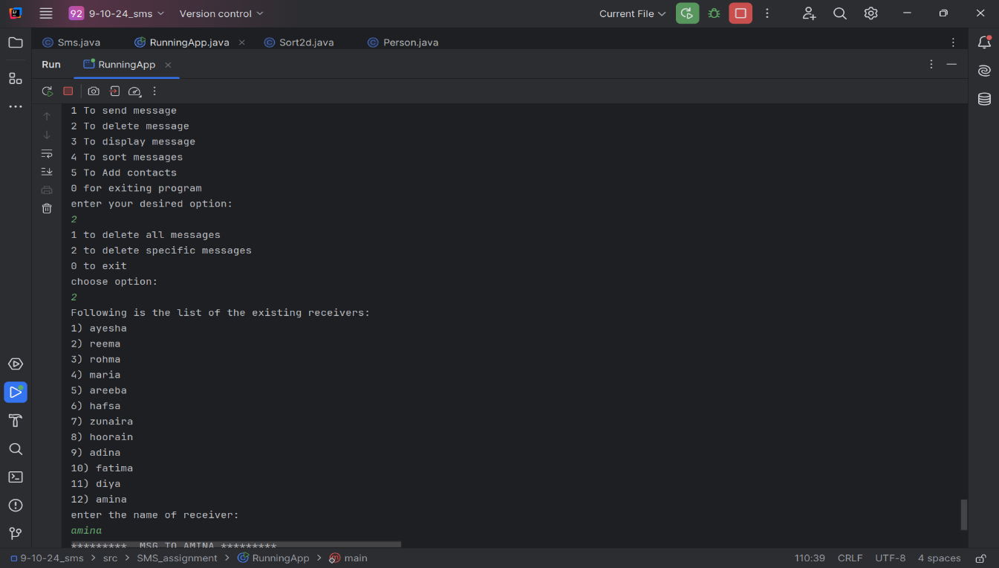 92 9-10-24_sms Version control Current File
Sms.java RunningApp.java Sort2d.java Person.java
Run RunningApp
1 To send message
2 To delete message
3 To display message
4 To sort messages
5 To Add contacts
0 for exiting program
enter your desired option:
2
1 to delete all messages
2 to delete specific messages
0 to exit
choose option:
2
Following is the list of the existing receivers:
1) ayesha
2) reema
3) rohma
4) maria
5) areeba
6) hafsa
7) zunaira
8) hoorain
9) adina
10) fatima
11) diya
12) amina
enter the name of receiver:
amina
********* MSG TO AMINA *********
9-10-24_sms > src > SMS_assignment > RunningApp > main 110:39 CRLF UTF-8 4 spaces